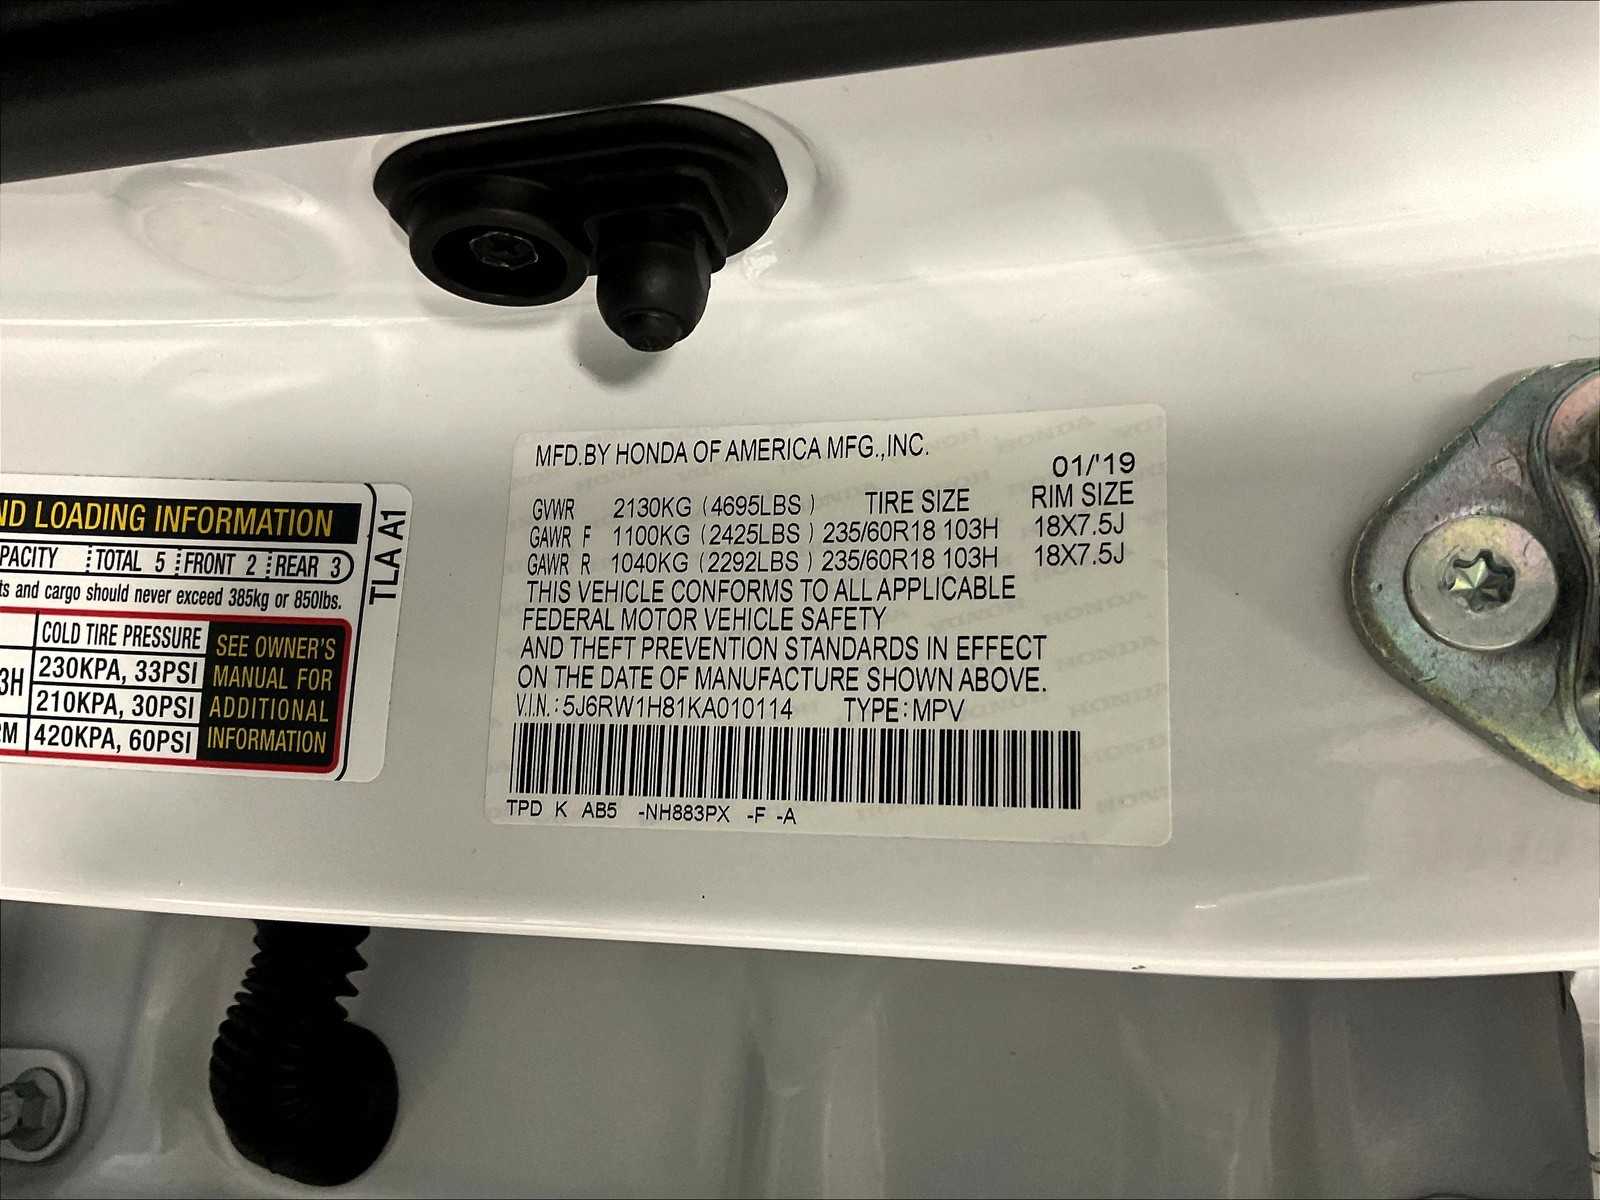 MFD.BY HONDA OF AMERICA MFG.,INC.
01/'19
GVWR 2130KG (4695LBS) TIRE SIZE RIM SIZE
GAWR F 1100KG (2425LBS) 235/60R18 103H 18X7.5J
GAWR R 1040KG (2292LBS) 235/60R18 103H 18X7.5J
THIS VEHICLE CONFORMS TO ALL APPLICABLE
FEDERAL MOTOR VEHICLE SAFETY
AND THEFT PREVENTION STANDARDS IN EFFECT
ON THE DATE OF MANUFACTURE SHOWN ABOVE.
V.I.N.: 5J6RW1H81KA010114 TYPE: MPV
TPD K AB5 -NH883PX -F -A
ND LOADING INFORMATION
PACITY TOTAL 5 FRONT 2 REAR 3
ts and cargo should never exceed 385kg or 850lbs.
COLD TIRE PRESSURE
3H 230KPA, 33PSI
210KPA, 30PSI
RM 420KPA, 60PSI
SEE OWNER'S
MANUAL FOR
ADDITIONAL
INFORMATION
TLA A1